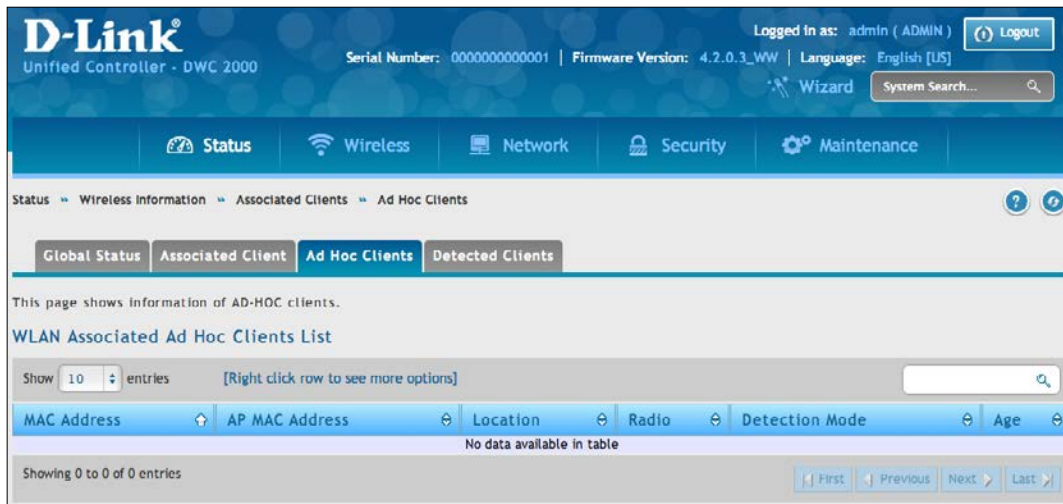 D-Link
Unified Controller - DWC 2000
Logged in as: admin ( ADMIN )
Logout
Serial Number: 0000000000001 | Firmware Version: 4.2.0.3_WW | Language: English [US]
Wizard
System Search...
Status
Wireless
Network
Security
Maintenance
Status » Wireless Information » Associated Clients » Ad Hoc Clients
?
Global Status
Associated Client
Ad Hoc Clients
Detected Clients
This page shows information of AD-HOC clients.
WLAN Associated Ad Hoc Clients List
Show 10 entries [Right click row to see more options]
MAC Address AP MAC Address Location Radio Detection Mode Age
No data available in table
Showing 0 to 0 of 0 entries
First Previous Next Last